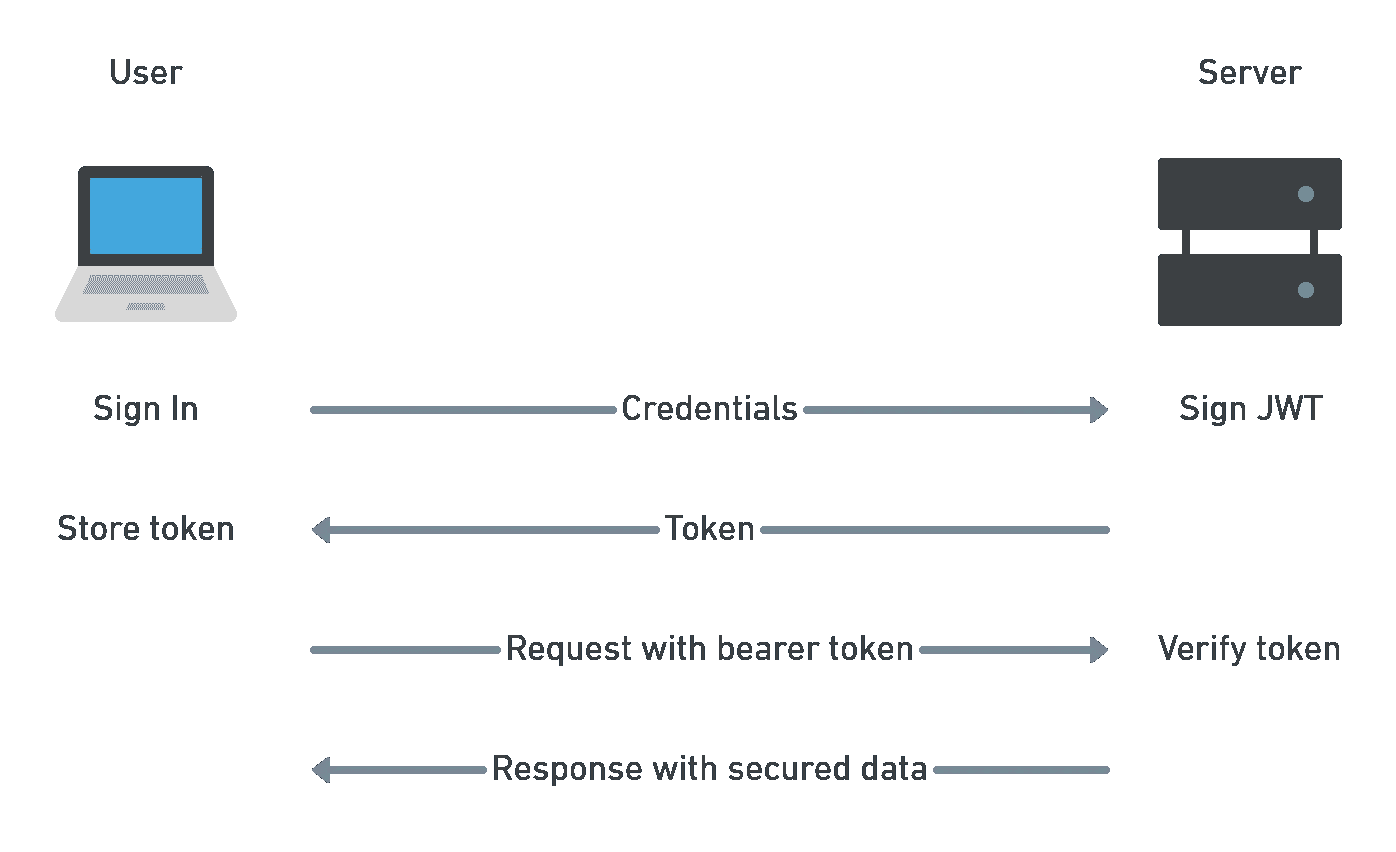 User
Server
Sign In
Credentials
Sign JWT
Store token
Token
Request with bearer token
Verify token
Response with secured data